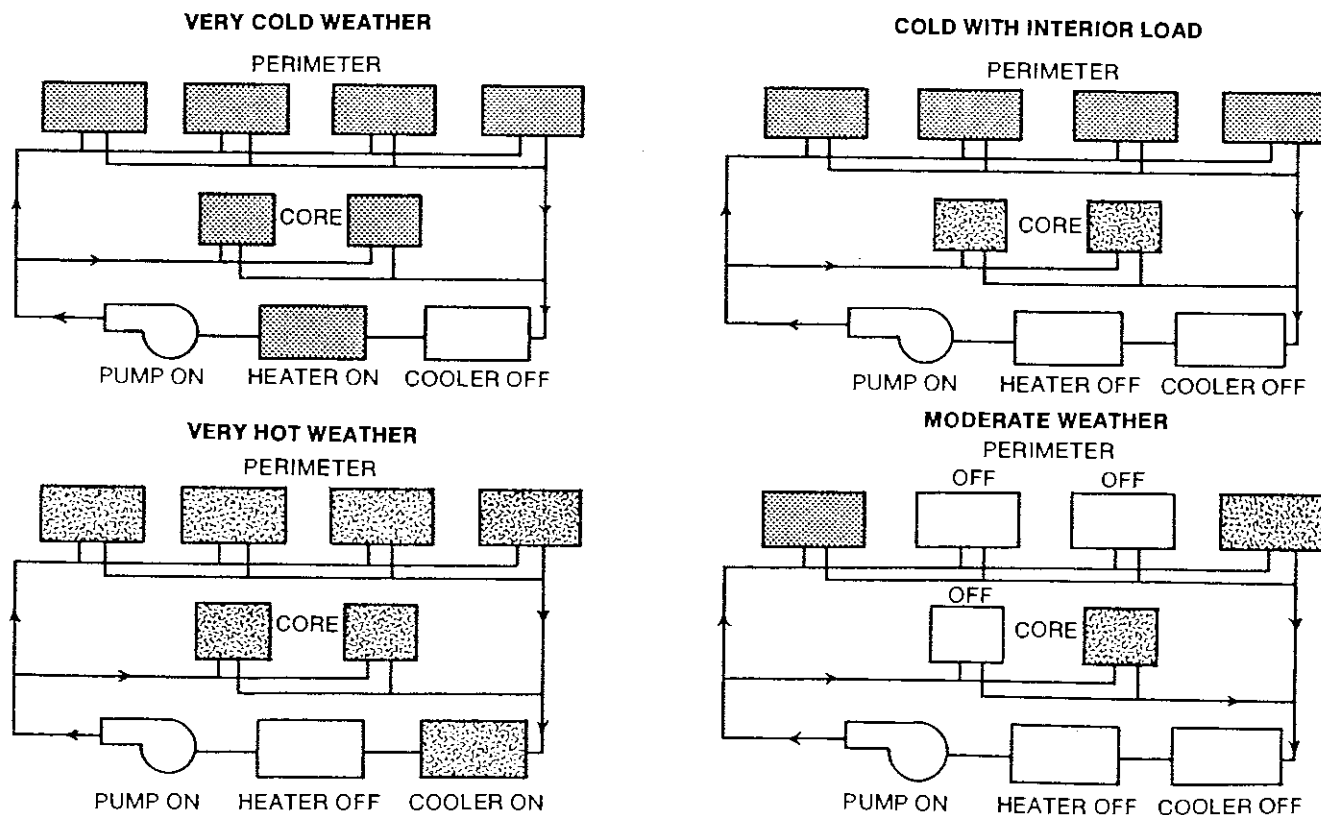 VERY COLD WEATHER
PERIMETER
CORE
PUMP ON HEATER ON COOLER OFF
COLD WITH INTERIOR LOAD
PERIMETER
CORE
PUMP ON HEATER OFF COOLER OFF
VERY HOT WEATHER
PERIMETER
CORE
PUMP ON HEATER OFF COOLER ON
MODERATE WEATHER
PERIMETER
OFF OFF
OFF
CORE
PUMP ON HEATER OFF COOLER OFF